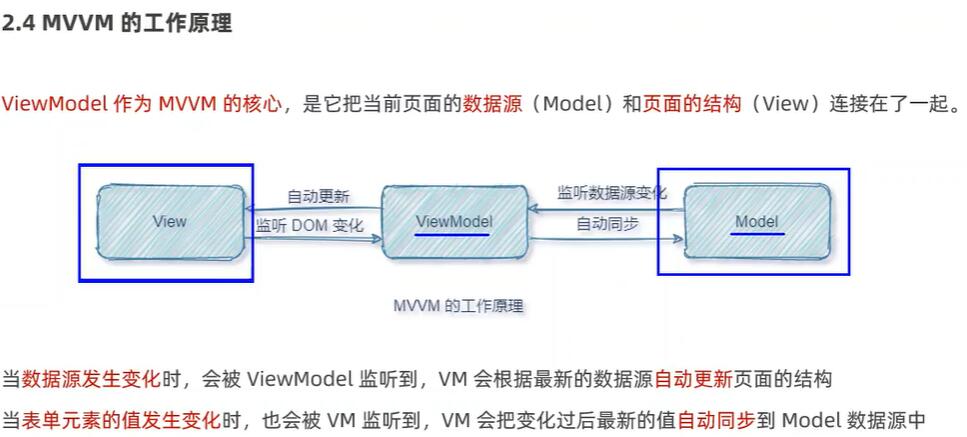 2.4 MVVM 的工作原理
ViewModel 作为 MVVM 的核心，是它把当前页面的数据源（Model）和页面的结构（View）连接在了一起。
自动更新
监听数据源变化
View
监听 DOM 变化
ViewModel
自动同步
Model
MVVM 的工作原理
当数据源发生变化时，会被 ViewModel 监听到，VM 会根据最新的数据源自动更新页面的结构
当表单元素的值发生变化时，也会被 VM 监听到，VM 会把变化过后最新的值自动同步到 Model 数据源中